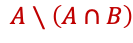 A \ (A ∩ B)